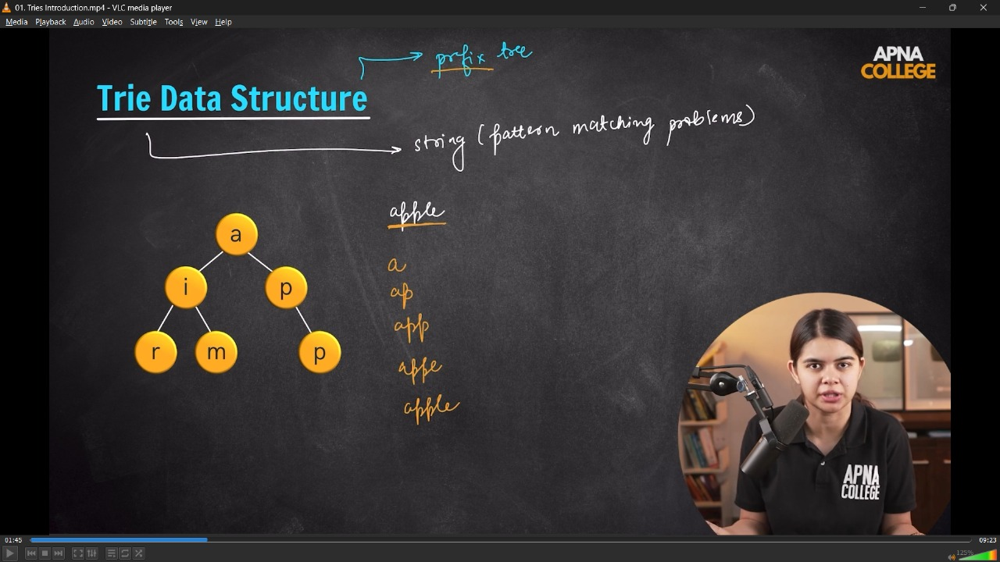 01. Tries Introduction.mp4 - VLC media player
Media Playback Audio Video Subtitle Tools View Help
prefix tree
APNA
COLLEGE
Trie Data Structure
string (pattern matching problems)
apple
a
i p
r m p
a
ap
app
appl
apple
APNA
COLLEGE
01:45
09:23
125%